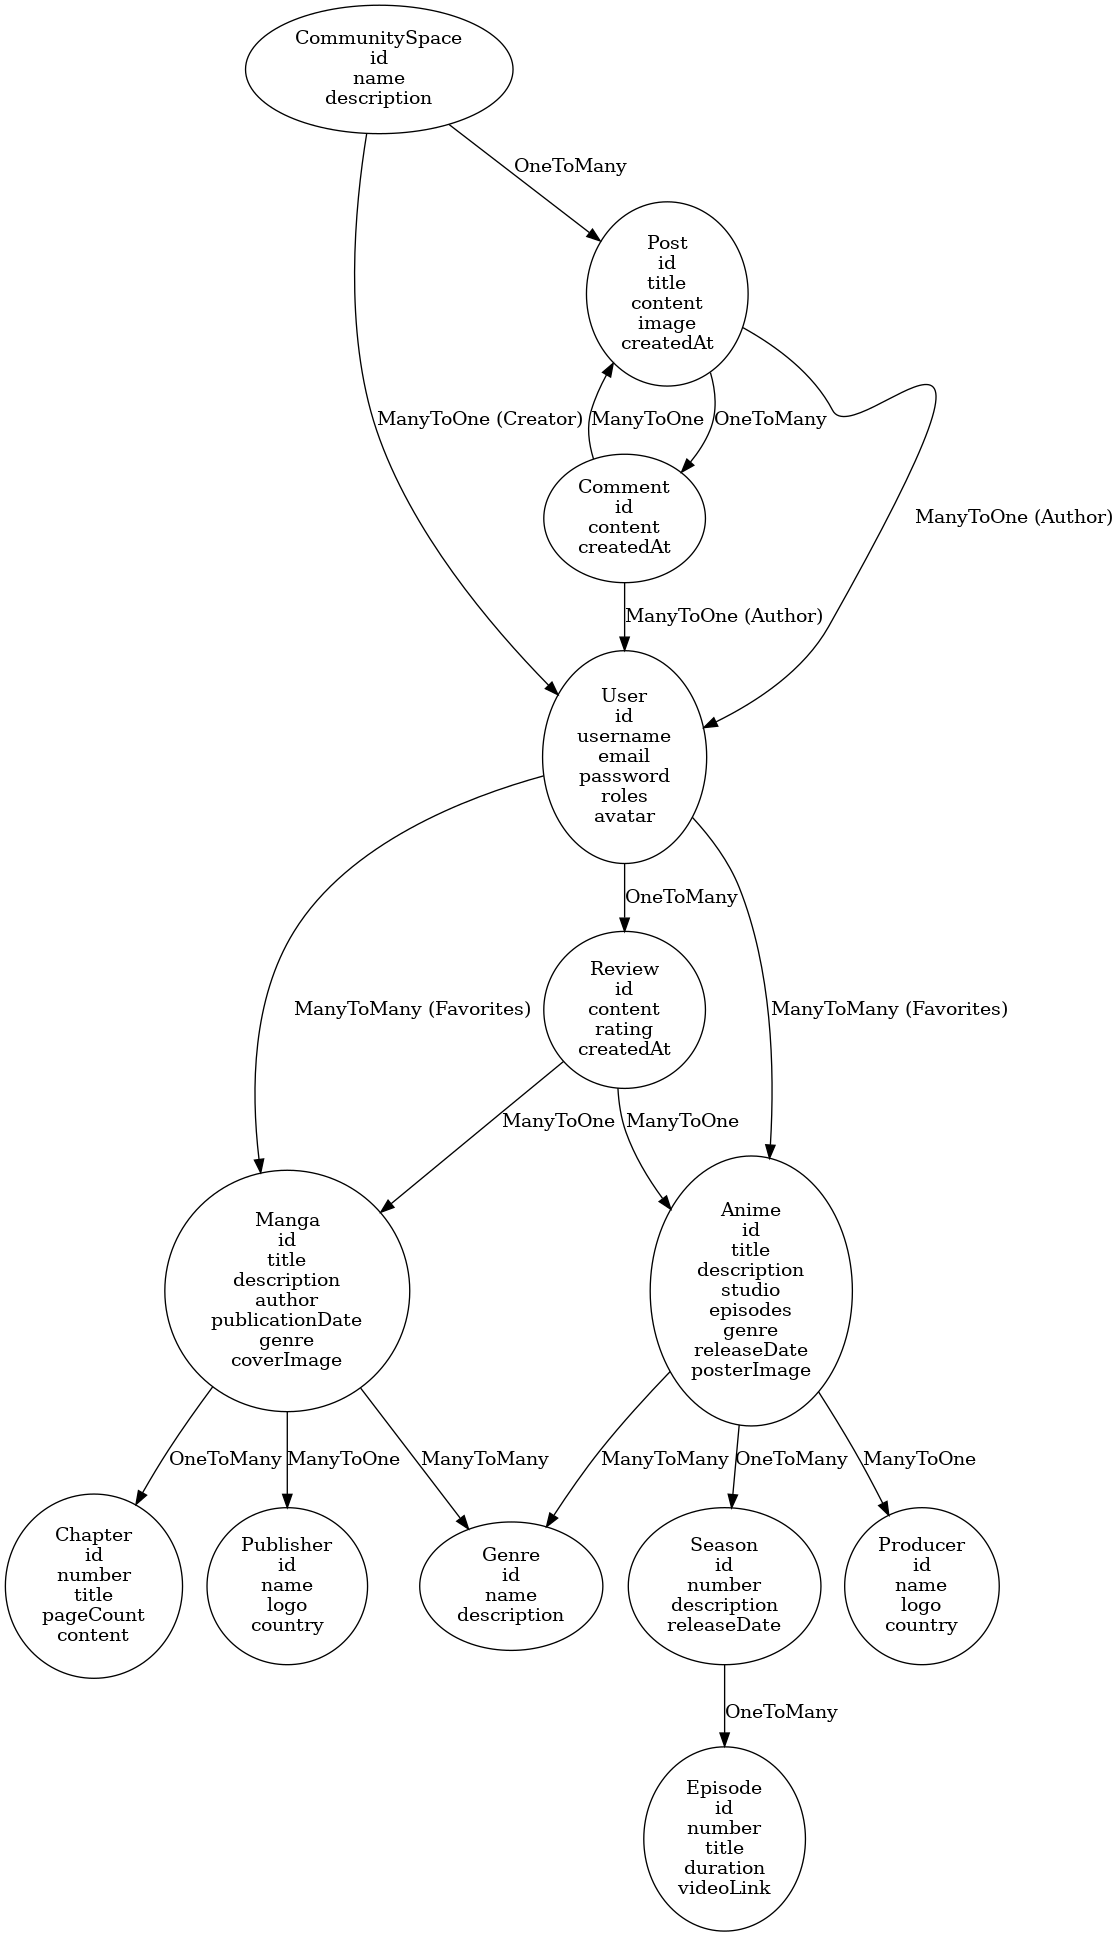 CommunitySpace
id
name
description
OneToMany
Post
id
title
content
image
createdAt
ManyToOne (Creator)
ManyToOne
OneToMany
Comment
id
content
createdAt
ManyToOne (Author)
ManyToOne (Author)
User
id
username
email
password
roles
avatar
OneToMany
Review
id
content
rating
createdAt
ManyToMany (Favorites)
ManyToMany (Favorites)
ManyToOne
ManyToOne
Manga
id
title
description
author
publicationDate
genre
coverImage
Anime
id
title
description
studio
episodes
genre
releaseDate
posterImage
OneToMany
ManyToOne
ManyToMany
ManyToMany
OneToMany
ManyToOne
Chapter
id
number
title
pageCount
content
Publisher
id
name
logo
country
Genre
id
name
description
Season
id
number
description
releaseDate
Producer
id
name
logo
country
OneToMany
Episode
id
number
title
duration
videoLink